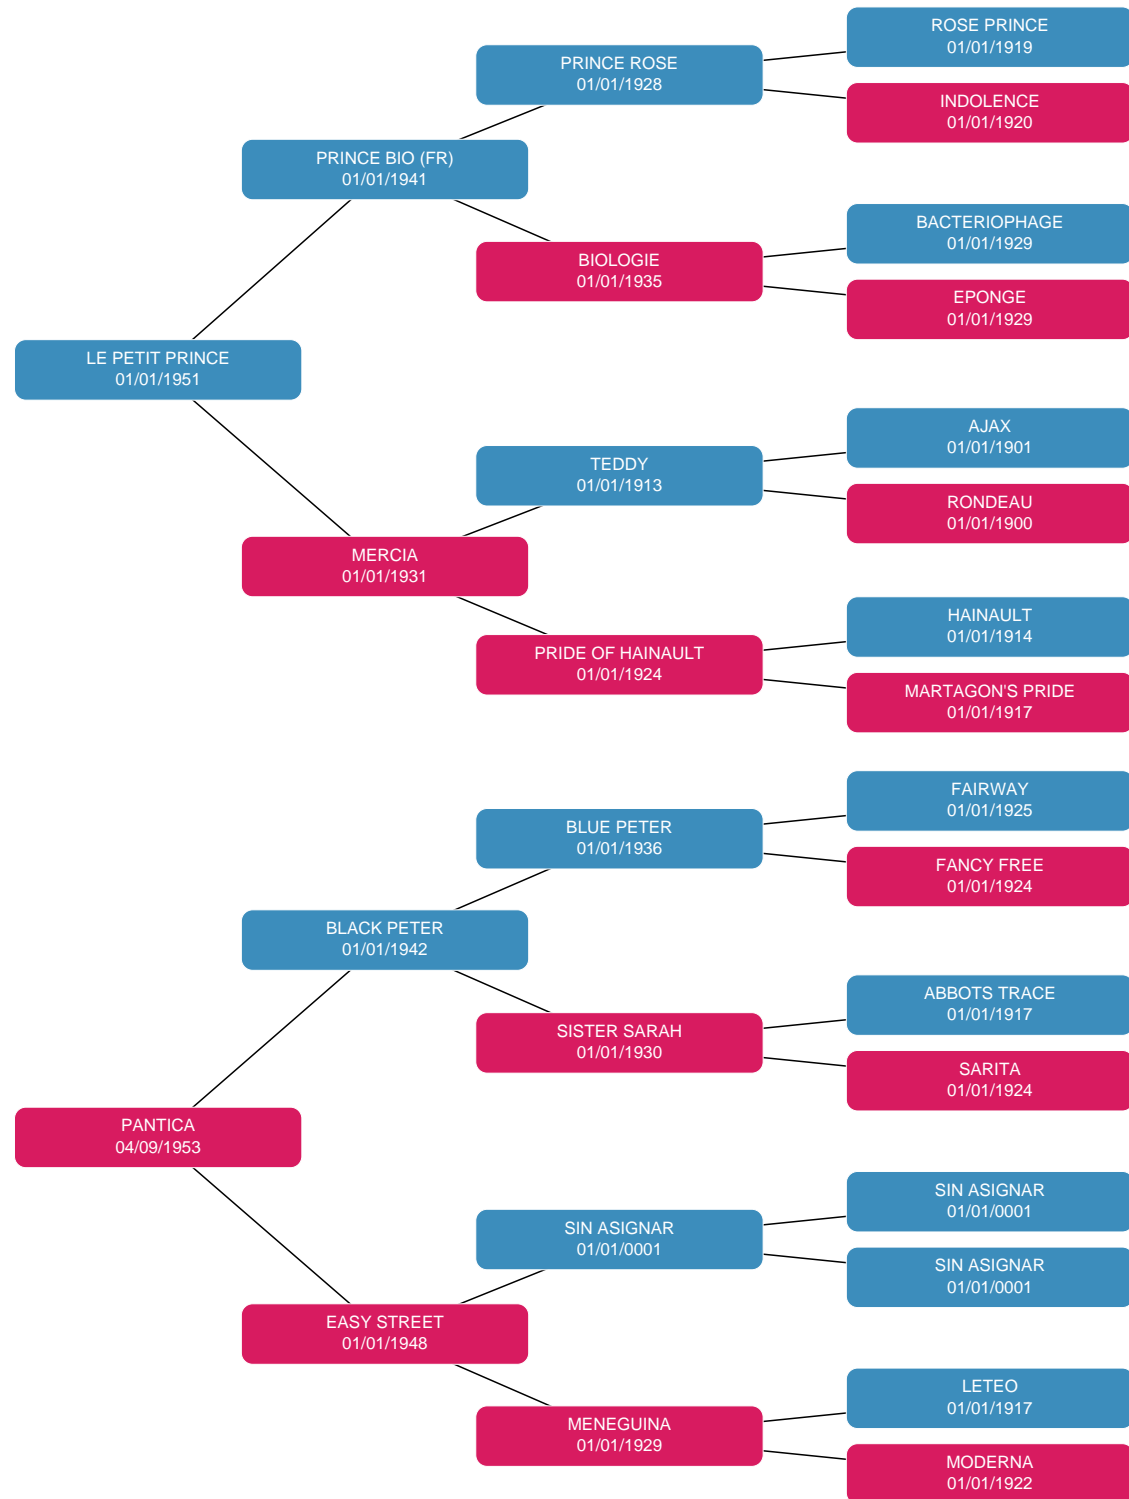 ROSE PRINCE
01/01/1919
PRINCE ROSE
01/01/1928
INDOLENCE
01/01/1920
PRINCE BIO (FR)
01/01/1941
BACTERIOPHAGE
01/01/1929
BIOLOGIE
01/01/1935
EPONGE
01/01/1929
LE PETIT PRINCE
01/01/1951
AJAX
01/01/1901
TEDDY
01/01/1913
RONDEAU
01/01/1900
MERCIA
01/01/1931
HAINAULT
01/01/1914
PRIDE OF HAINAULT
01/01/1924
MARTAGON'S PRIDE
01/01/1917
FAIRWAY
01/01/1925
BLUE PETER
01/01/1936
FANCY FREE
01/01/1924
BLACK PETER
01/01/1942
ABBOTS TRACE
01/01/1917
SISTER SARAH
01/01/1930
SARITA
01/01/1924
PANTICA
04/09/1953
SIN ASIGNAR
01/01/0001
SIN ASIGNAR
01/01/0001
SIN ASIGNAR
01/01/0001
EASY STREET
01/01/1948
LETEO
01/01/1917
MENEGUINA
01/01/1929
MODERNA
01/01/1922